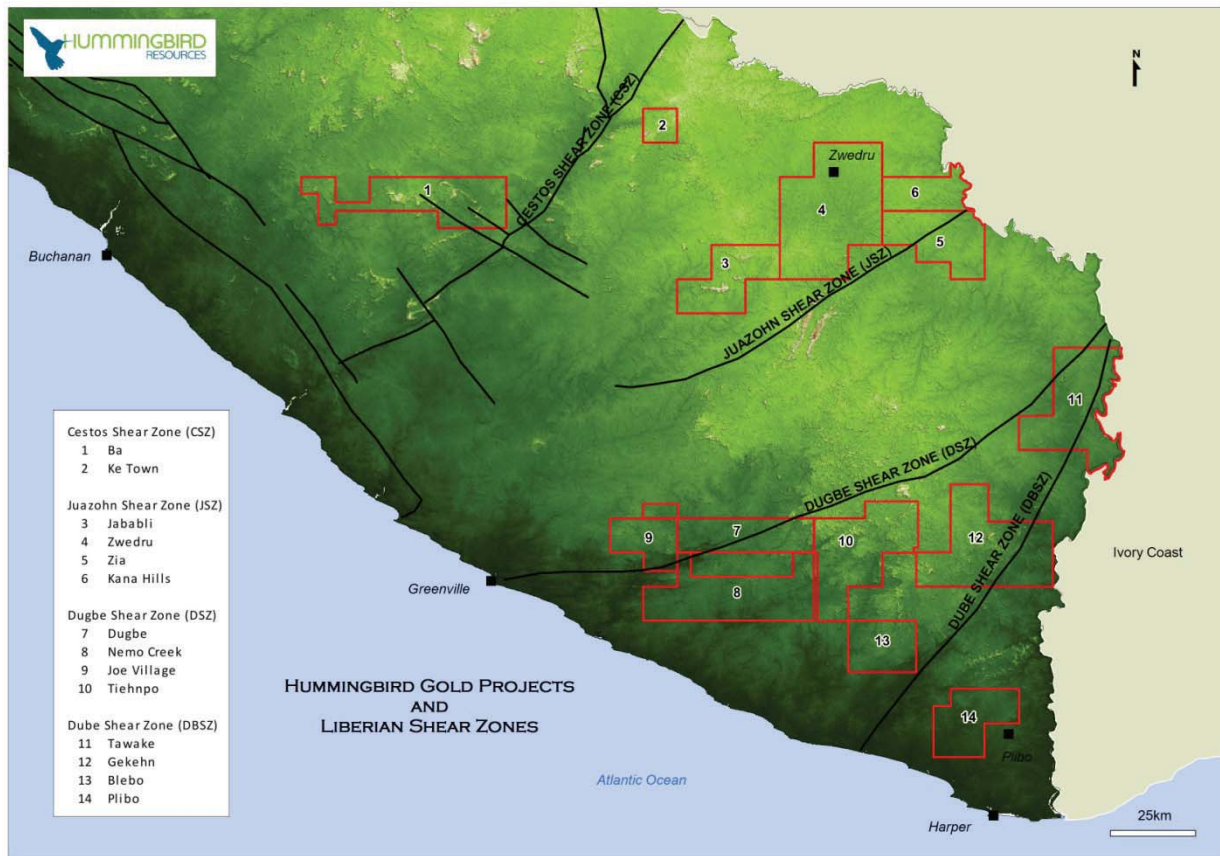 HUMMINGBIRD
RESOURCES
N
CESTOS SHEAR ZONE (CSZ)
2
Zwedru
1
6
4
5
3
Buchanan
JUAZOHN SHEAR ZONE (JSZ)
11
DUGBE SHEAR ZONE (DSZ)
DUBE SHEAR ZONE (DBSZ)
9
7
10
12
Ivory Coast
Greenville
8
13
14
Plibo
Harper
Atlantic Ocean
25km
Cestos Shear Zone (CSZ)
1 Ba
2 Ke Town
Juazohn Shear Zone (JSZ)
3 Jababli
4 Zwedru
5 Zia
6 Kana Hills
Dugbe Shear Zone (DSZ)
7 Dugbe
8 Nemo Creek
9 Joe Village
10 Tiehnpo
Dube Shear Zone (DBSZ)
11 Tawake
12 Gekehn
13 Blebo
14 Plibo
HUMMINGBIRD GOLD PROJECTS
AND
LIBERIAN SHEAR ZONES